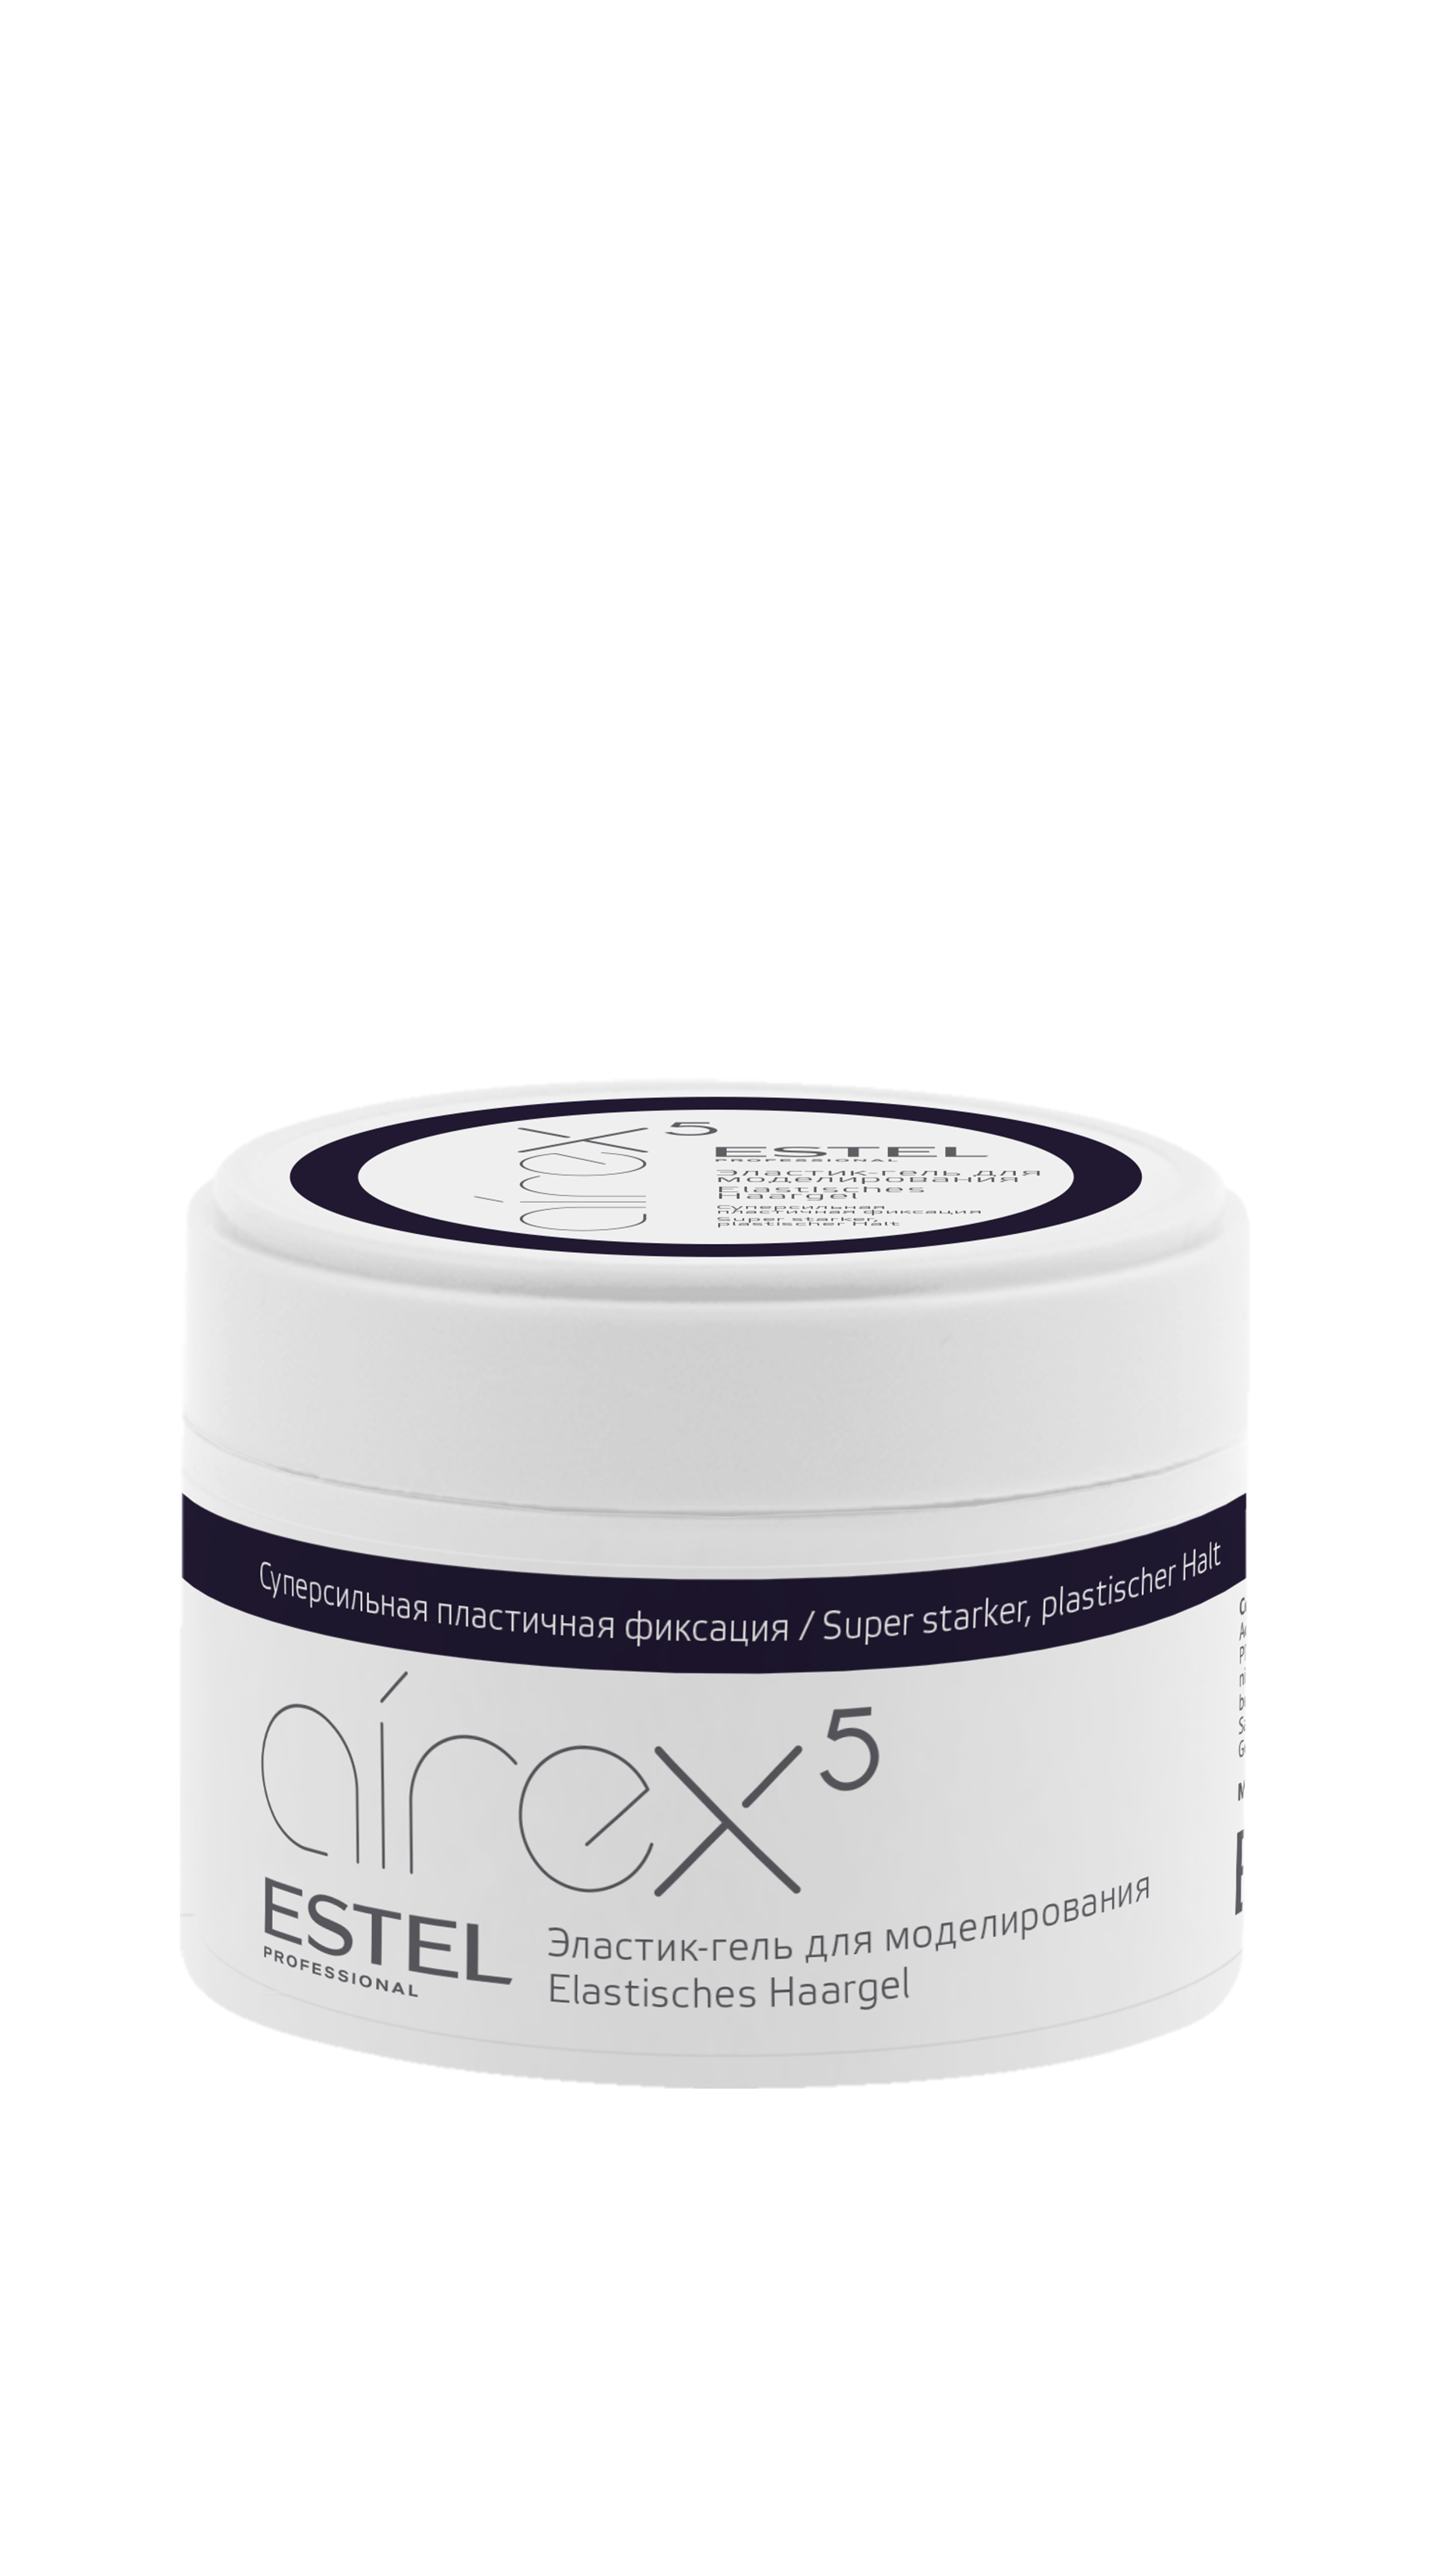 airex 5
ESTEL
PROFESSIONAL
Эластик-гель для
моделирования
Elastisches
Haargel
Суперсильная
пластичная фиксация
Super starker,
plastischer Halt
Суперсильная пластичная фиксация / Super starker, plastischer Halt
airex 5
ESTEL
PROFESSIONAL
Эластик-гель для моделирования
Elastisches Haargel